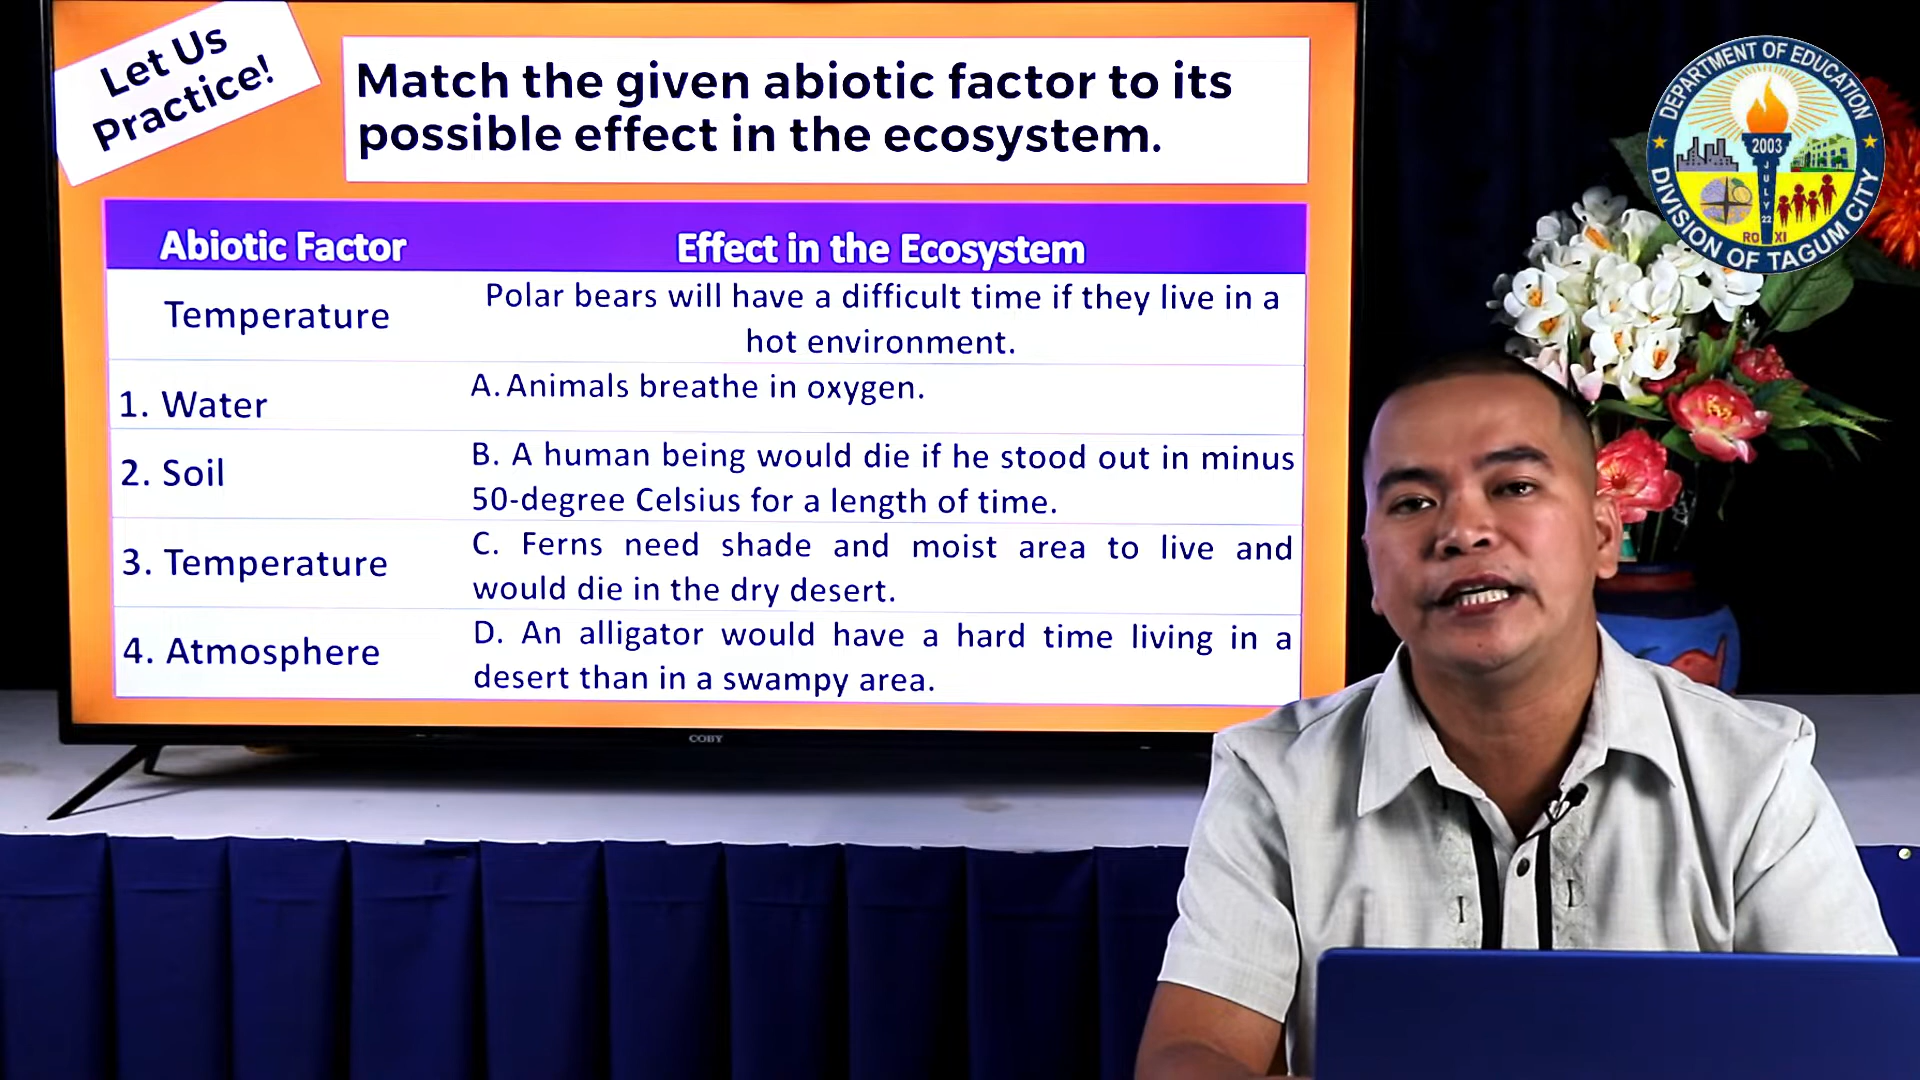 Let Us
Practice!
Match the given abiotic factor to its
possible effect in the ecosystem.
Abiotic Factor
Effect in the Ecosystem
Temperature
Polar bears will have a difficult time if they live in a
hot environment.
1. Water
A. Animals breathe in oxygen.
2. Soil
B. A human being would die if he stood out in minus
50-degree Celsius for a length of time.
3. Temperature
C. Ferns need shade and moist area to live and
would die in the dry desert.
4. Atmosphere
D. An alligator would have a hard time living in a
desert than in a swampy area.
COBY
DEPARTMENT OF EDUCATION
2003
JULY
22
RO XI
DIVISION OF TAGUM CITY